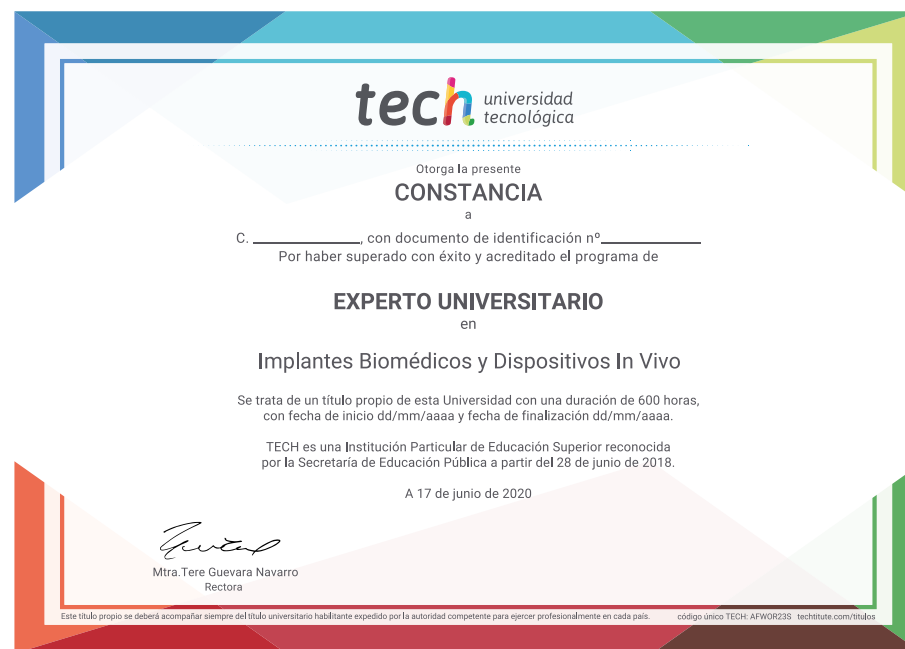 tech universidad
tecnológica
Otorga la presente
CONSTANCIA
a
C. ____________, con documento de identificación nº____________
Por haber superado con éxito y acreditado el programa de
EXPERTO UNIVERSITARIO
en
Implantes Biomédicos y Dispositivos In Vivo
Se trata de un título propio de esta Universidad con una duración de 600 horas,
con fecha de inicio dd/mm/aaaa y fecha de finalización dd/mm/aaaa.
TECH es una Institución Particular de Educación Superior reconocida
por la Secretaría de Educación Pública a partir del 28 de junio de 2018.
A 17 de junio de 2020
Mtra.Tere Guevara Navarro
Rectora
Este título propio se deberá acompañar siempre del título universitario habilitante expedido por la autoridad competente para ejercer profesionalmente en cada país. código único TECH: AFWOR23S techtitute.com/titulos